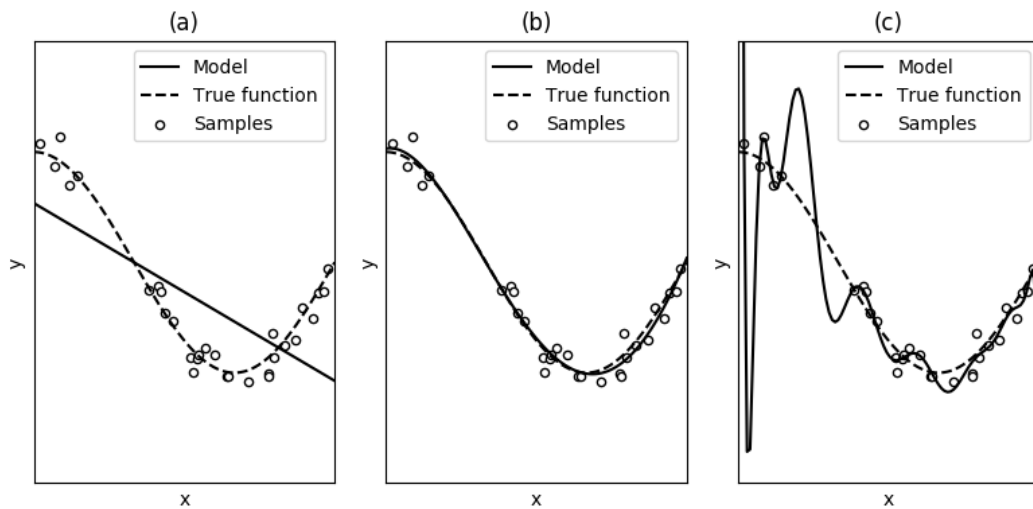 (a)
Model
True function
Samples
y
x
(b)
Model
True function
Samples
y
x
(c)
Model
True function
Samples
y
x